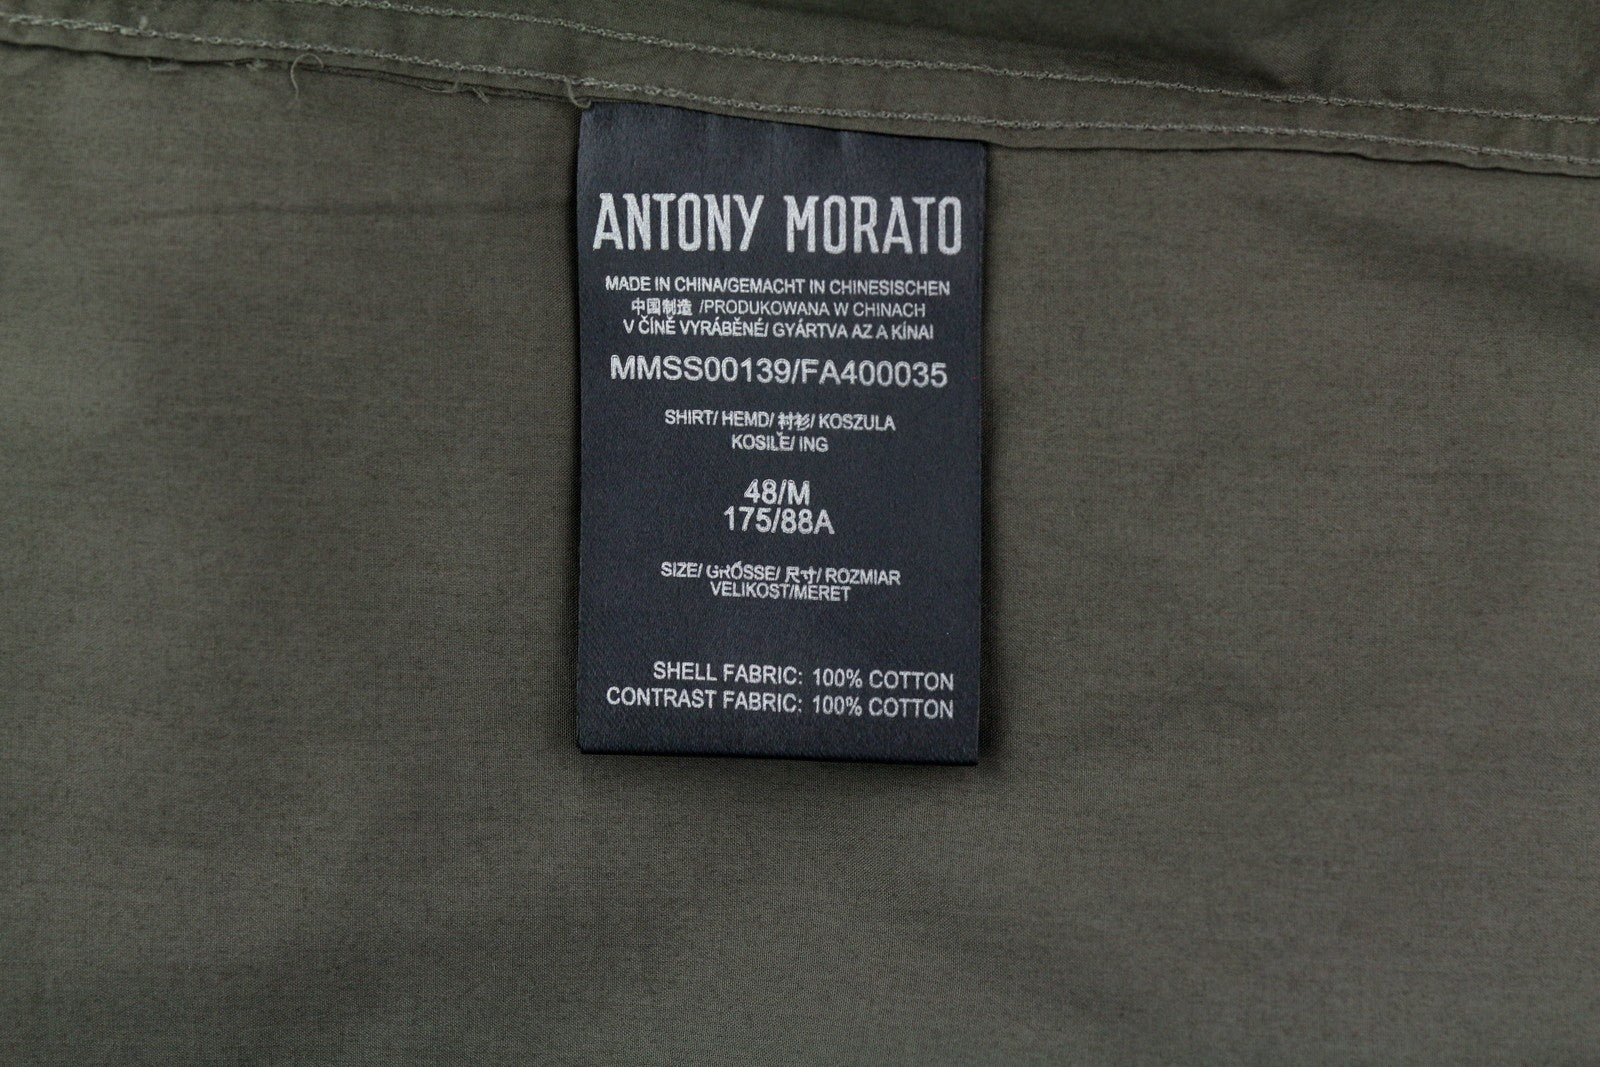 ANTONY MORATO
MADE IN CHINA/GEMACHT IN CHINESISCHEN
中国制造 /PRODUKOWANA W CHINACH
V ČÍNĚ VYRÁBĚNÉ/ GYÁRTVA AZ A KÍNAI
MMSS00139/FA400035
SHIRT/ HEMD/ 衬衫/ KOSZULA
KOSILĚ/ ING
48/M
175/88A
SIZE/ GRÖSSE/ 尺寸/ ROZMIAR
VELIKOST/MÉRET
SHELL FABRIC: 100% COTTON
CONTRAST FABRIC: 100% COTTON